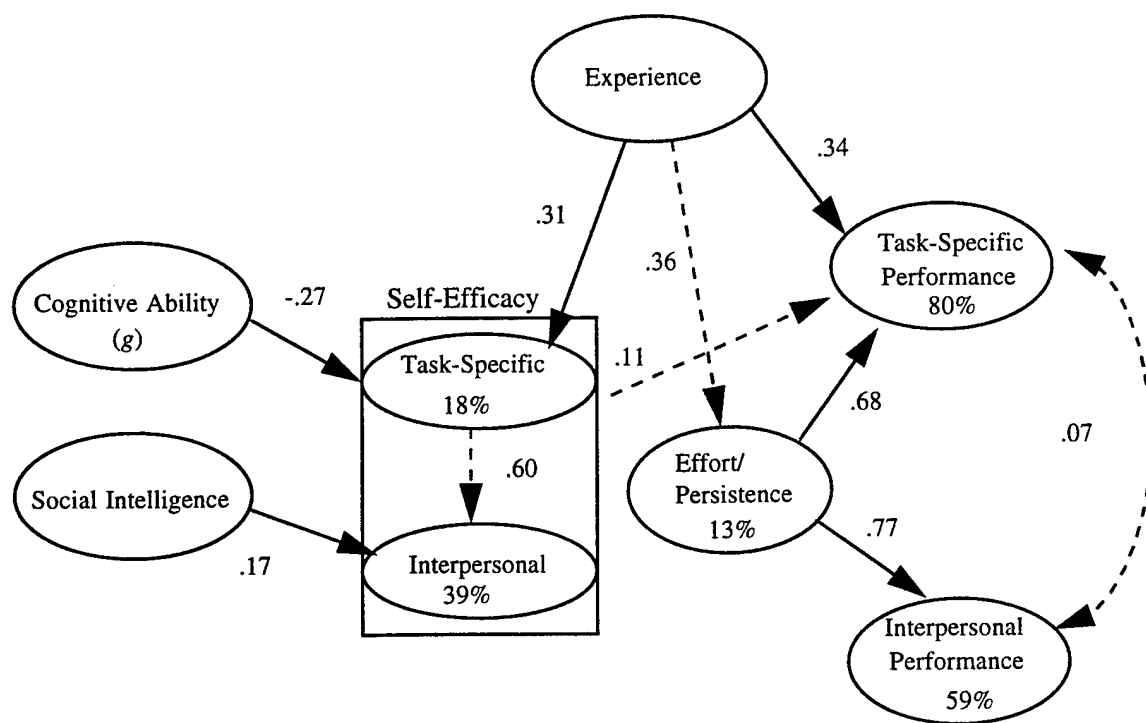 Experience
.34
.31
Task-Specific
Performance
80%
.36
Cognitive Ability
(g)
-.27
Self-Efficacy
Task-Specific
18%
.11
.68
.07
.60
Effort/
Persistence
13%
Social Intelligence
.77
.17
Interpersonal
39%
Interpersonal
Performance
59%